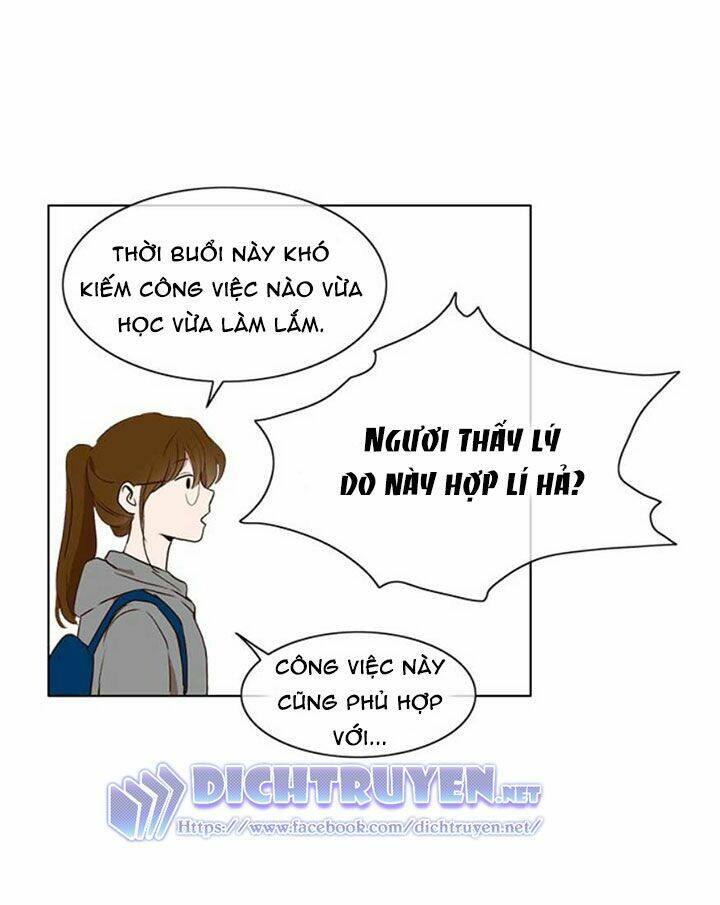 THỜI BUỔI NÀY KHÓ
KIẾM CÔNG VIỆC NÀO VỪA
HỌC VỪA LÀM LẮM.
NGƯƠI THẤY LÝ
DO NÀY HỢP LÍ HẢ?
CÔNG VIỆC NÀY
CŨNG PHÙ HỢP
VỚI...
DICHTRUYEN.NET
Https://www.facebook.com/dichtruyen.net/